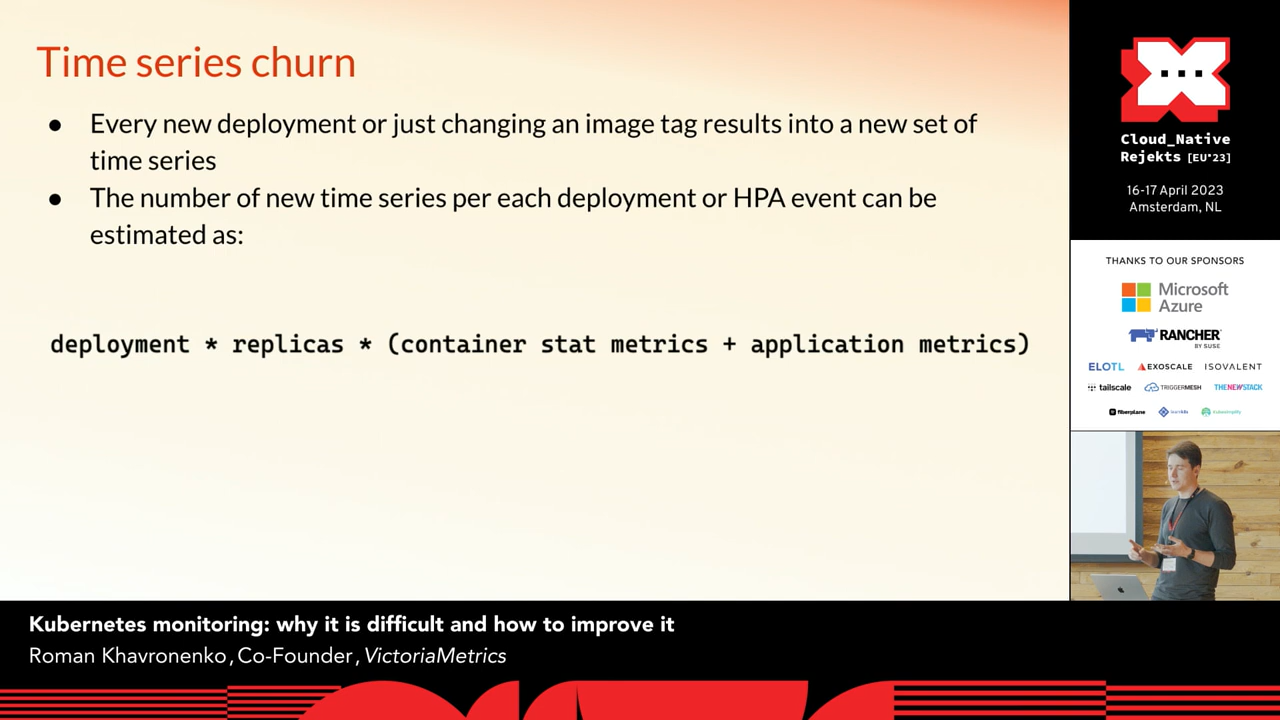 Time series churn
● Every new deployment or just changing an image tag results into a new set of
time series
● The number of new time series per each deployment or HPA event can be
estimated as:
deployment * replicas * (container stat metrics + application metrics)
Cloud_Native
Rejekts [EU"23]
16-17 April 2023
Amsterdam, NL
THANKS TO OUR SPONSORS
Microsoft
Azure
RANCHER
BY SUSE
ELOTL EXOSCALE ISOVALENT
tailscale TRIGGERMESH THENEWSTACK
fiberplane kubesimplify
Kubernetes monitoring: why it is difficult and how to improve it
Roman Khavronenko, Co-Founder, VictoriaMetrics